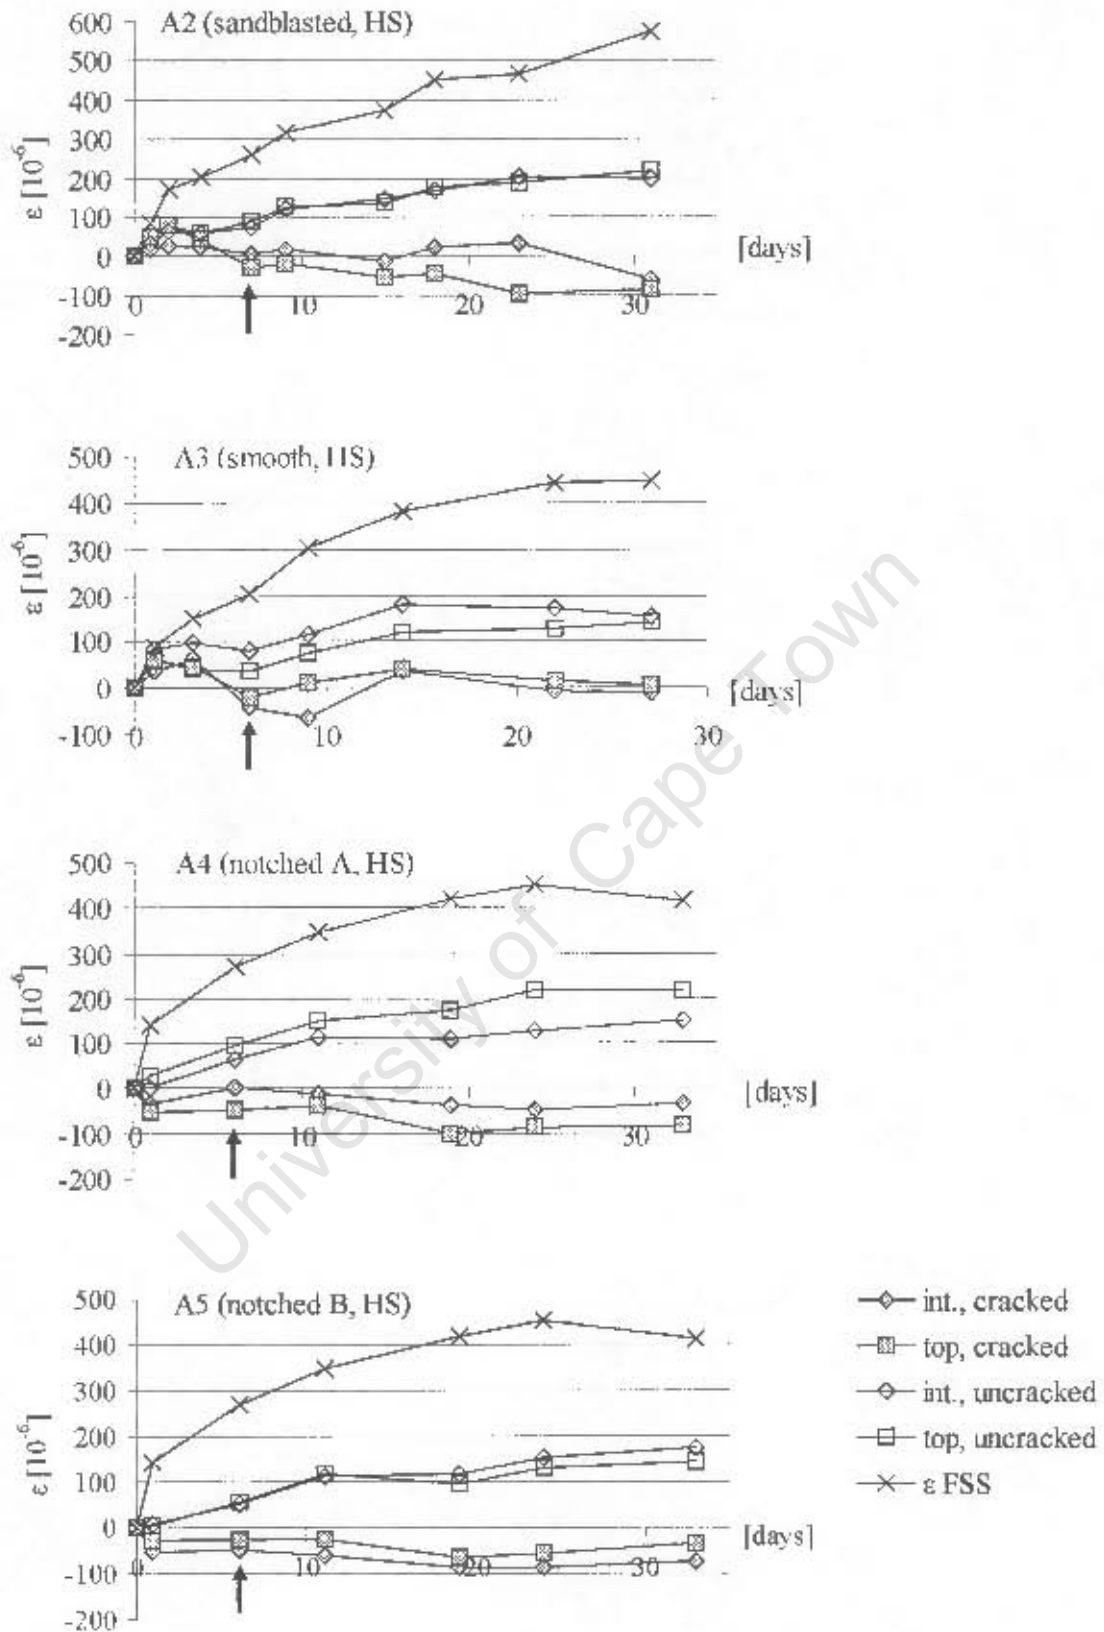 A2 (sandblasted, HS)
600
500
400
300
200
100
0
-100
-200
ε [10⁻⁶]
0
10
20
30
[days]
A3 (smooth, HS)
500
400
300
200
100
0
-100
ε [10⁻⁶]
0
10
20
30
[days]
A4 (notched A, HS)
500
400
300
200
100
0
-100
-200
ε [10⁻⁶]
0
10
20
30
[days]
A5 (notched B, HS)
500
400
300
200
100
0
-100
-200
ε [10⁻⁶]
0
10
20
30
[days]
int., cracked
top, cracked
int., uncracked
top, uncracked
ε FSS
University of Cape Town